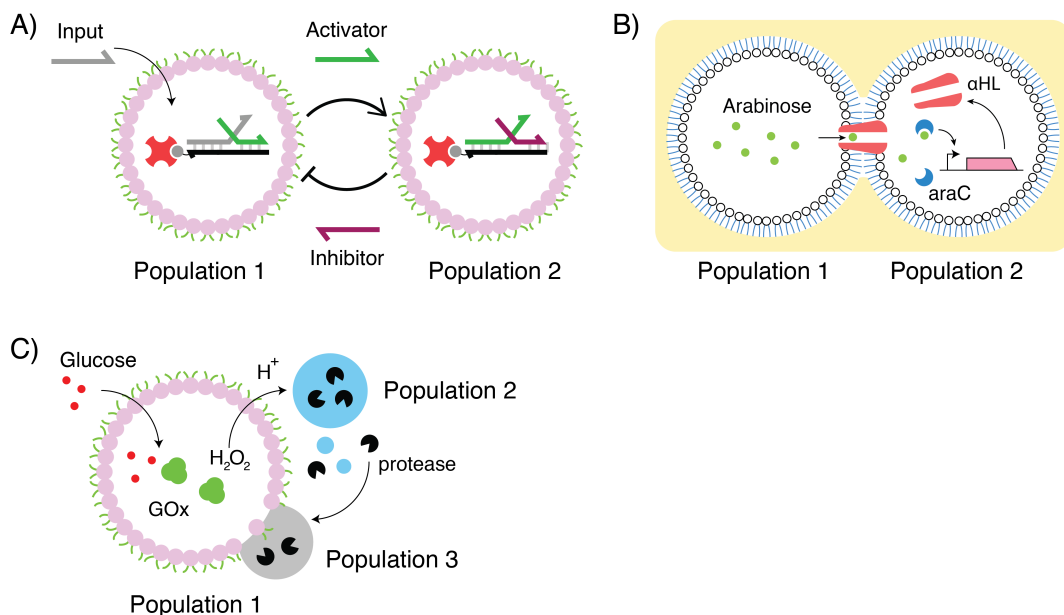 A)
Input
Activator
Inhibitor
Population 1
Population 2
B)
Arabinose
αHL
araC
Population 1
Population 2
C)
Glucose
H+
Population 2
H2O2
protease
GOx
Population 3
Population 1